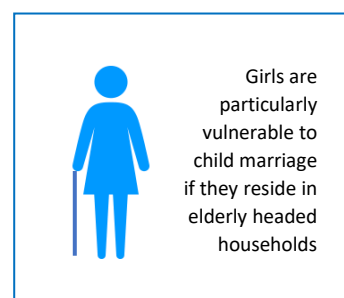 Girls are
particularly
vulnerable to
child marriage
if they reside in
elderly headed
households